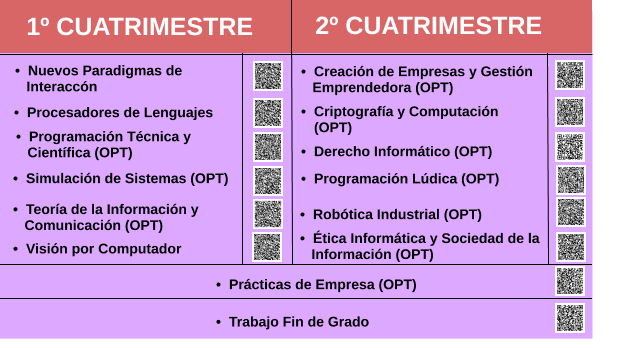 1º CUATRIMESTRE
• Nuevos Paradigmas de
Interaccón
• Procesadores de Lenguajes
• Programación Técnica y
Científica (OPT)
• Simulación de Sistemas (OPT)
• Teoría de la Información y
Comunicación (OPT)
• Visión por Computador
2º CUATRIMESTRE
• Creación de Empresas y Gestión
Emprendedora (OPT)
• Criptografía y Computación
(OPT)
• Derecho Informático (OPT)
• Programación Lúdica (OPT)
• Robótica Industrial (OPT)
• Ética Informática y Sociedad de la
Información (OPT)
• Prácticas de Empresa (OPT)
• Trabajo Fin de Grado